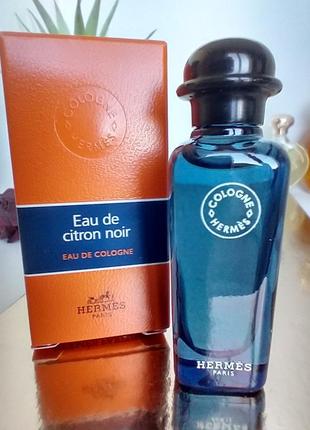 COLOGNE
HERMÈS
Eau de
citron noir
EAU DE COLOGNE
HERMÈS
PARIS
COLOGNE
HERMÈS
HERMÈS
PARIS